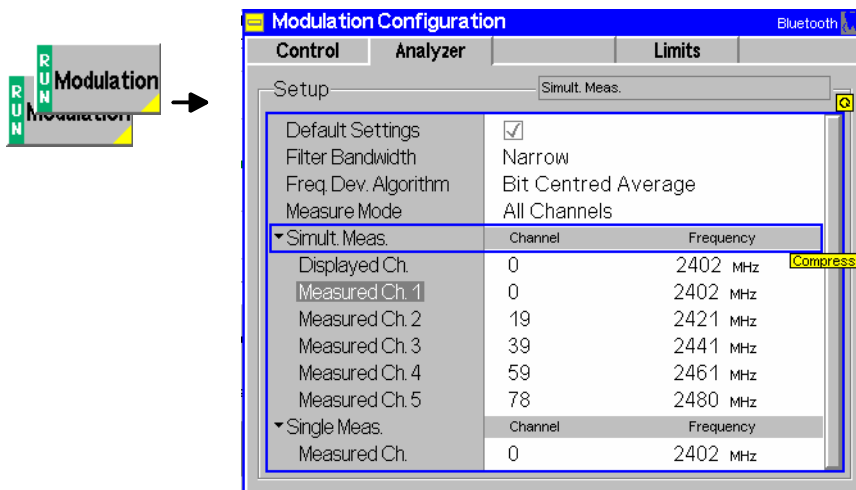 RUN Modulation
RUN Modulation
Modulation Configuration Bluetooth
Control Analyzer Limits
Setup Simult. Meas.
Default Settings
Filter Bandwidth Narrow
Freq. Dev. Algorithm Bit Centred Average
Measure Mode All Channels
Simult. Meas. Channel Frequency
Compress
Displayed Ch. 0 2402 MHz
Measured Ch. 1 0 2402 MHz
Measured Ch. 2 19 2421 MHz
Measured Ch. 3 39 2441 MHz
Measured Ch. 4 59 2461 MHz
Measured Ch. 5 78 2480 MHz
Single Meas. Channel Frequency
Measured Ch. 0 2402 MHz